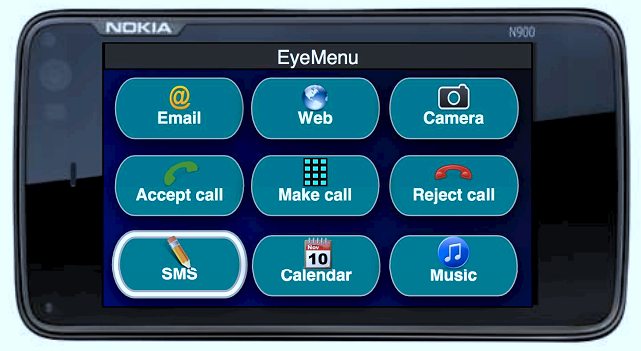 NOKIA
N900
EyeMenu
@
Email
Web
Camera
Accept call
Make call
Reject call
SMS
Nov
10
Calendar
Music